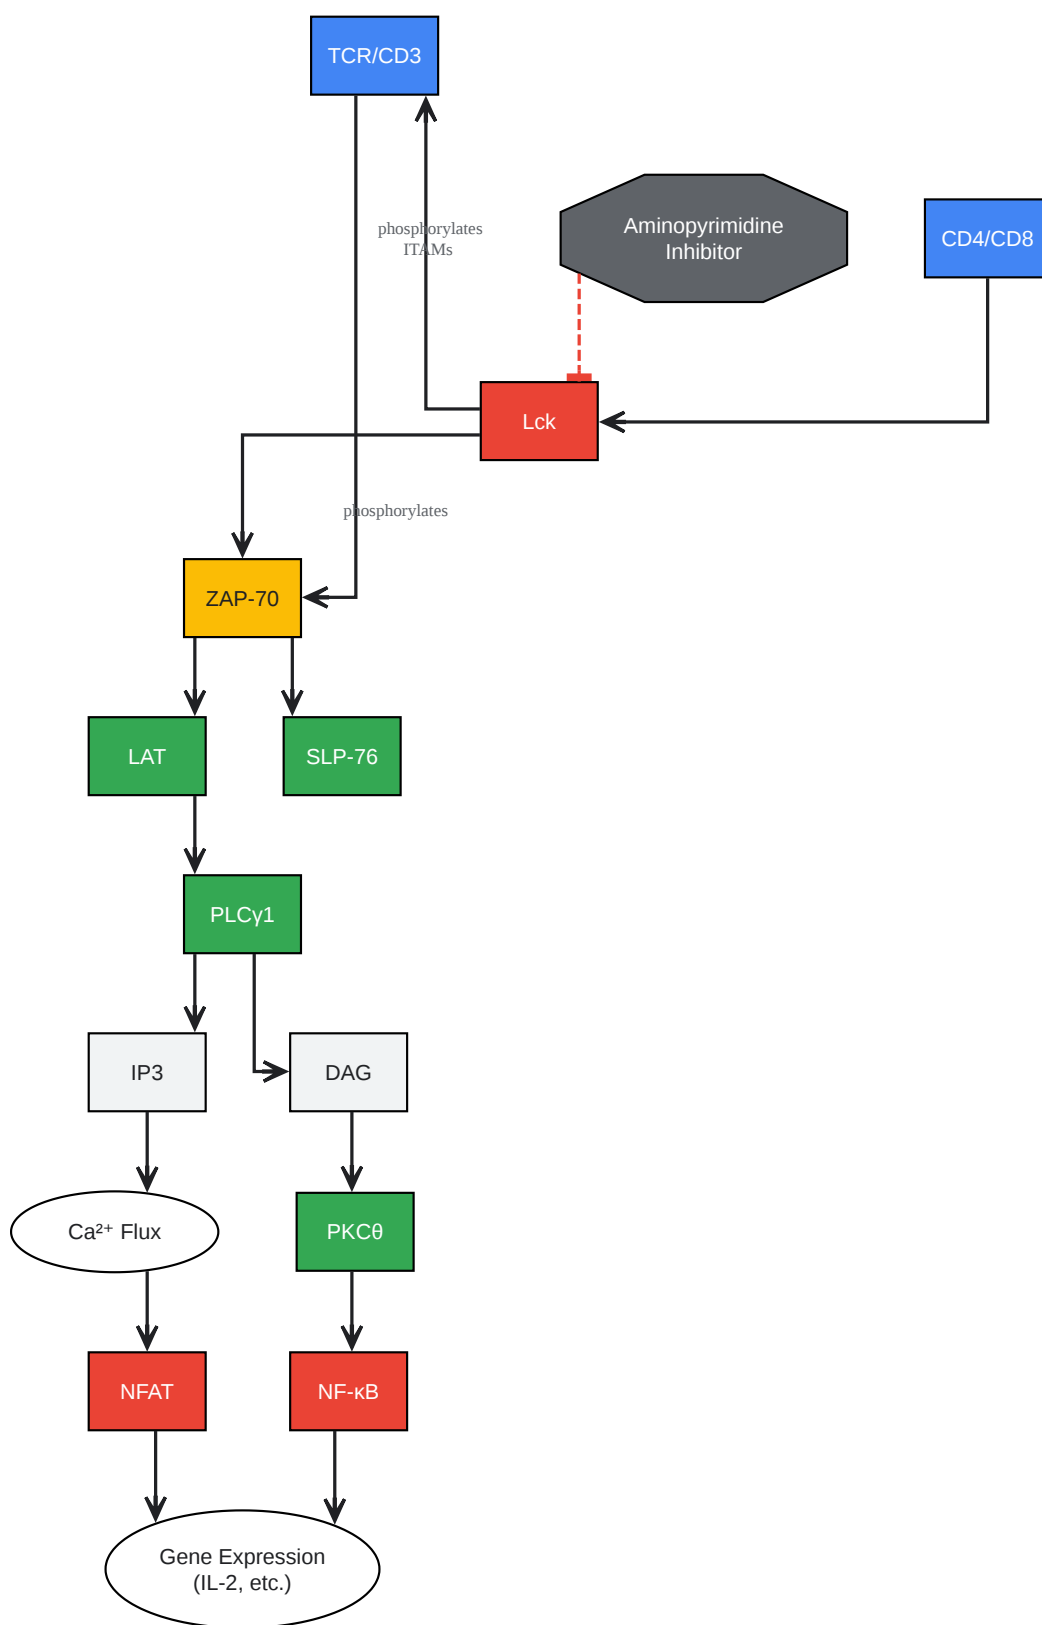 TCR/CD3
phosphorylates
ITAMs
Aminopyrimidine
Inhibitor
CD4/CD8
Lck
phosphorylates
ZAP-70
LAT
SLP-76
PLCγ1
IP3
DAG
Ca²⁺ Flux
PKCθ
NFAT
NF-κB
Gene Expression
(IL-2, etc.)